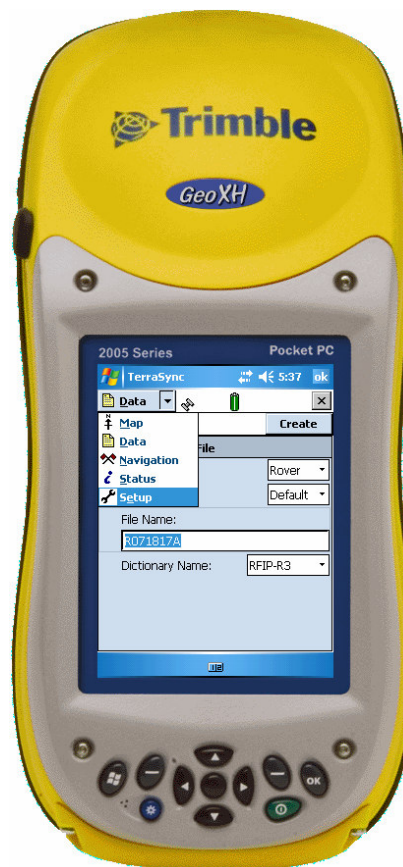 Trimble
GeoXH
2005 Series Pocket PC
TerraSync 5:37 ok
Data
Map Create
Data File
Navigation Rover
Status Default
Setup
File Name:
R071817A
Dictionary Name: RFIP-R3
OK